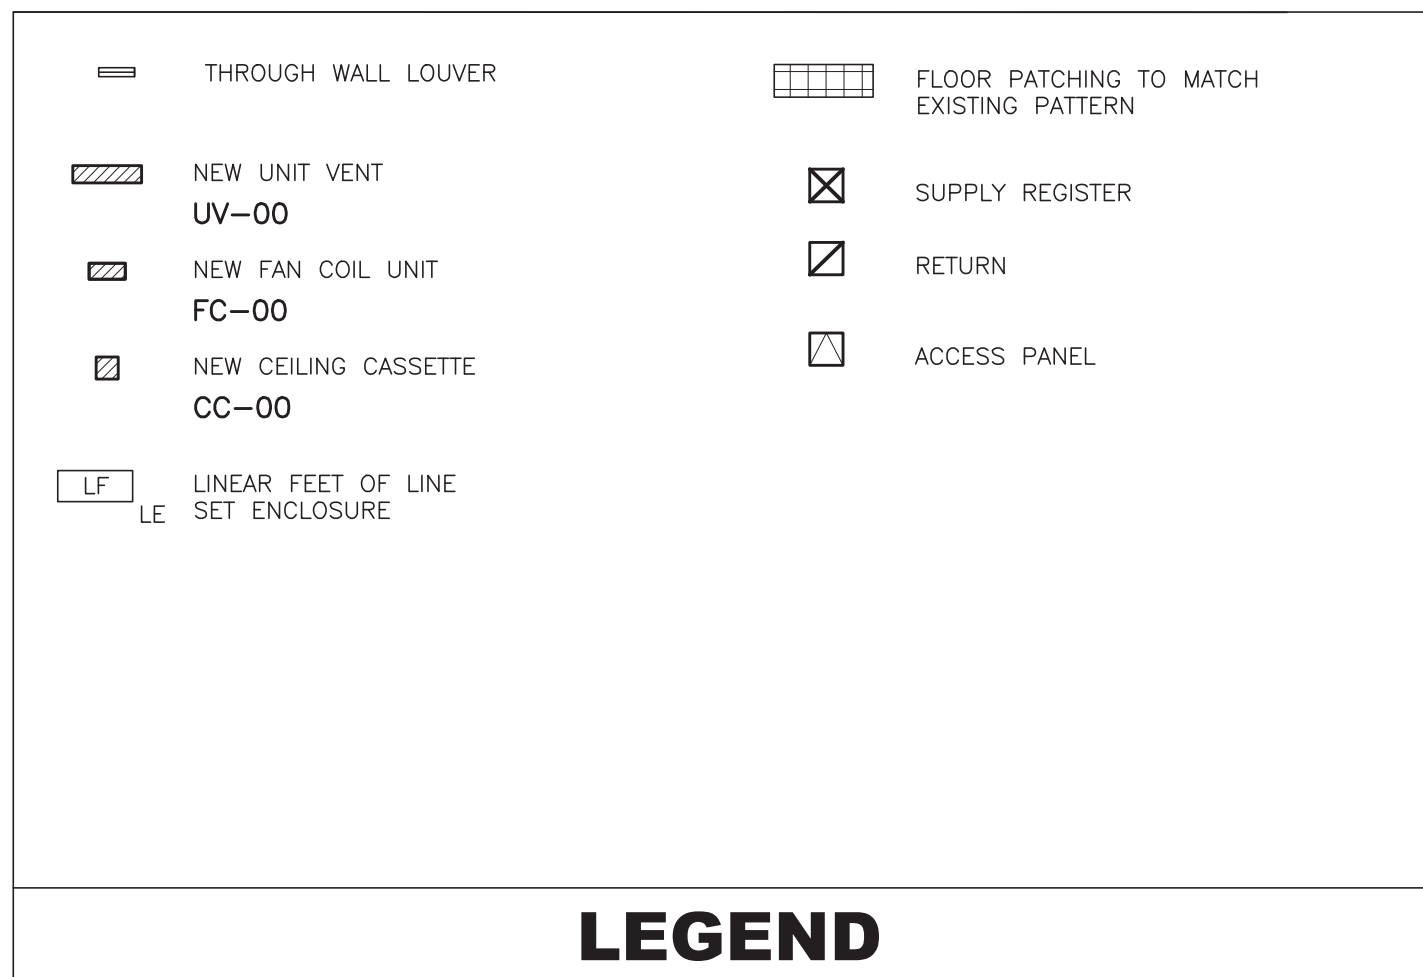 THROUGH WALL LOUVER
NEW UNIT VENT
UV-00
NEW FAN COIL UNIT
FC-00
NEW CEILING CASSETTE
CC-00
LF
LE
LINEAR FEET OF LINE
SET ENCLOSURE
FLOOR PATCHING TO MATCH
EXISTING PATTERN
SUPPLY REGISTER
RETURN
ACCESS PANEL
LEGEND